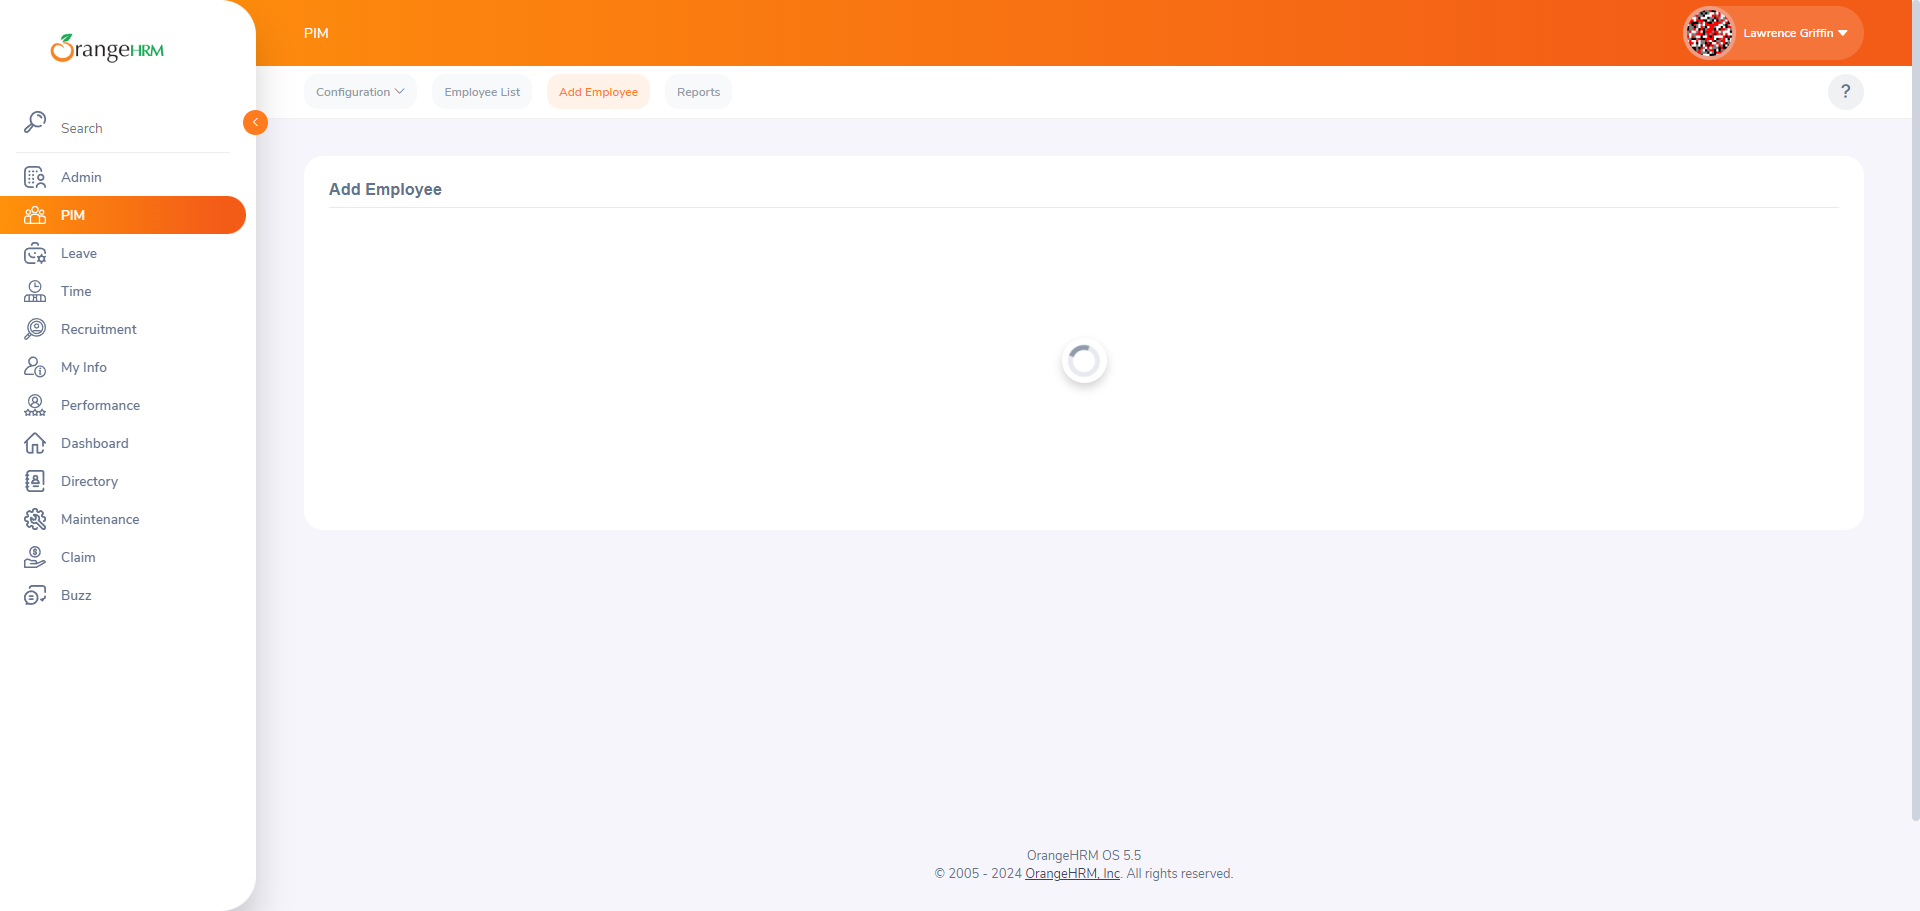 OrangeHRM
PIM
Lawrence Griffin
Configuration
Employee List
Add Employee
Reports
?
Search
Admin
PIM
Leave
Time
Recruitment
My Info
Performance
Dashboard
Directory
Maintenance
Claim
Buzz
Add Employee
OrangeHRM OS 5.5
© 2005 - 2024 OrangeHRM, Inc. All rights reserved.